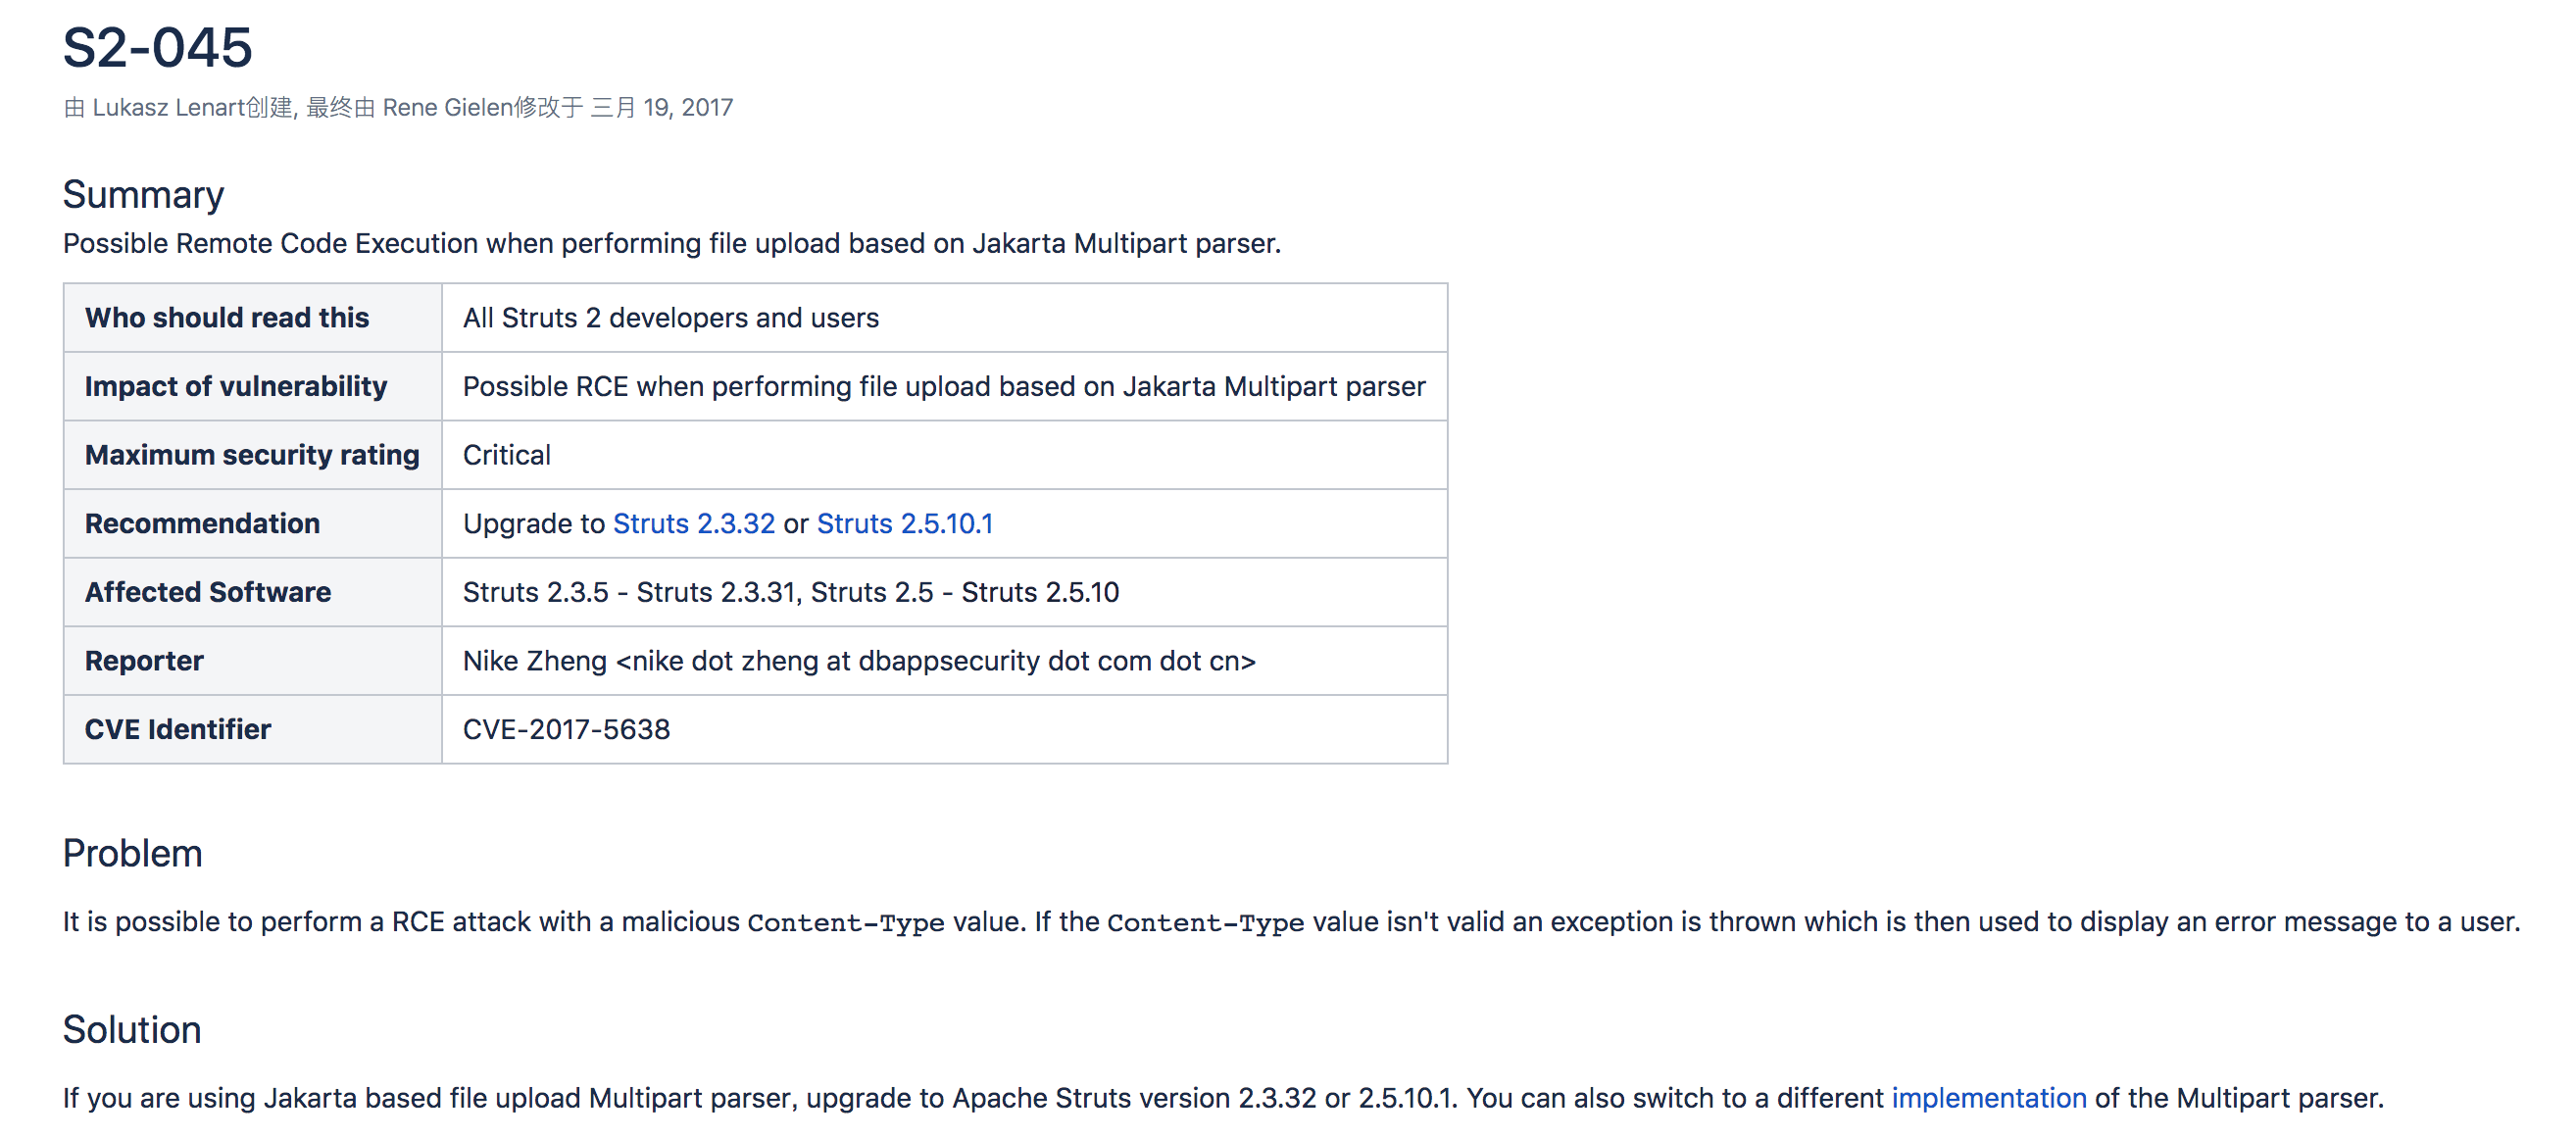 S2-045
由 Lukasz Lenart创建, 最终由 Rene Gielen修改于 三月 19, 2017
Summary
Possible Remote Code Execution when performing file upload based on Jakarta Multipart parser.
Who should read this All Struts 2 developers and users
Impact of vulnerability Possible RCE when performing file upload based on Jakarta Multipart parser
Maximum security rating Critical
Recommendation Upgrade to Struts 2.3.32 or Struts 2.5.10.1
Affected Software Struts 2.3.5 - Struts 2.3.31, Struts 2.5 - Struts 2.5.10
Reporter Nike Zheng <nike dot zheng at dbappsecurity dot com dot cn>
CVE Identifier CVE-2017-5638
Problem
It is possible to perform a RCE attack with a malicious Content-Type value. If the Content-Type value isn't valid an exception is thrown which is then used to display an error message to a user.
Solution
If you are using Jakarta based file upload Multipart parser, upgrade to Apache Struts version 2.3.32 or 2.5.10.1. You can also switch to a different implementation of the Multipart parser.